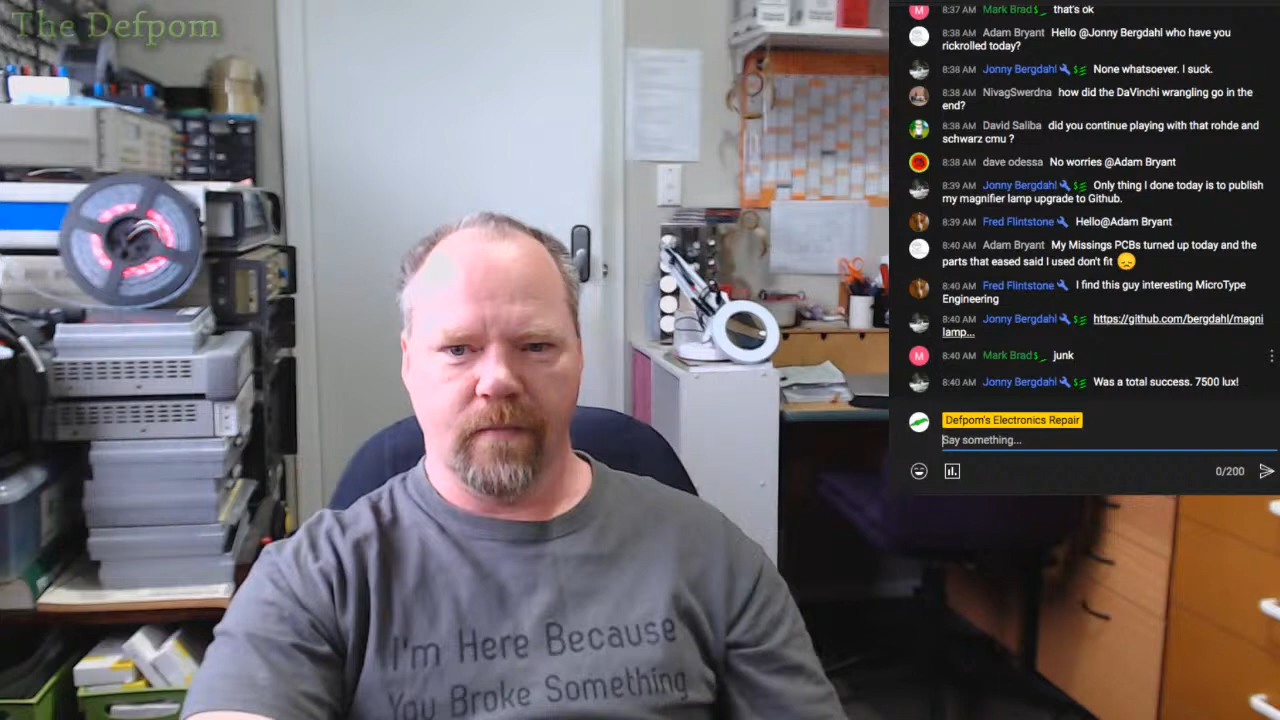 The Defpom
8:37 AM Mark Brad$_ that's ok
8:38 AM Adam Bryant Hello @Jonny Bergdahl who have you
rickrolled today?
8:38 AM Jonny Bergdahl None whatsoever. I suck.
8:38 AM NivagSwerdna how did the DaVinchi wrangling go in the
end?
8:38 AM David Saliba did you continue playing with that rohde and
schwarz cmu ?
8:38 AM dave odessa No worries @Adam Bryant
8:39 AM Jonny Bergdahl Only thing I done today is to publish
my magnifier lamp upgrade to Github.
8:39 AM Fred Flintstone Hello@Adam Bryant
8:40 AM Adam Bryant My Missings PCBs turned up today and the
parts that eased said I used don't fit
8:40 AM Fred Flintstone I find this guy interesting MicroType
Engineering
8:40 AM Jonny Bergdahl https://github.com/bergdahl/magni
lamp...
8:40 AM Mark Brad$_ junk
8:40 AM Jonny Bergdahl Was a total success. 7500 lux!
Defpom's Electronics Repair
Say something...
0/200
I'm Here Because
You Broke Something